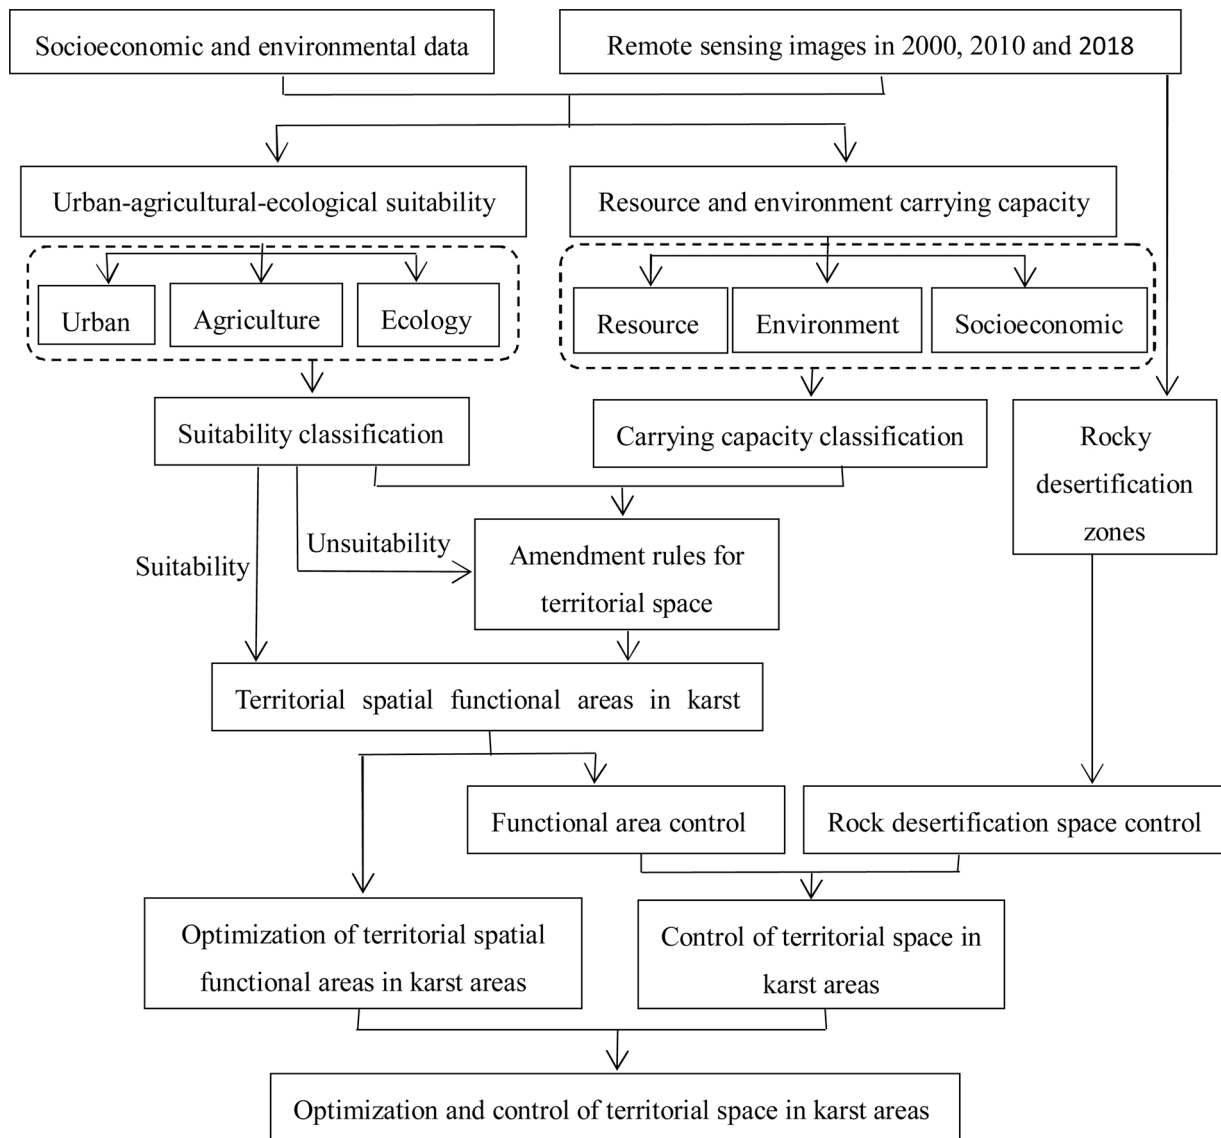 Socioeconomic and environmental data
Remote sensing images in 2000, 2010 and 2018
Urban-agricultural-ecological suitability
Resource and environment carrying capacity
Urban
Agriculture
Ecology
Resource
Environment
Socioeconomic
Suitability classification
Carrying capacity classification
Rocky
desertification
zones
Suitability
Unsuitability
Amendment rules for
territorial space
Territorial spatial functional areas in karst
Functional area control
Rock desertification space control
Optimization of territorial spatial
functional areas in karst areas
Control of territorial space in
karst areas
Optimization and control of territorial space in karst areas